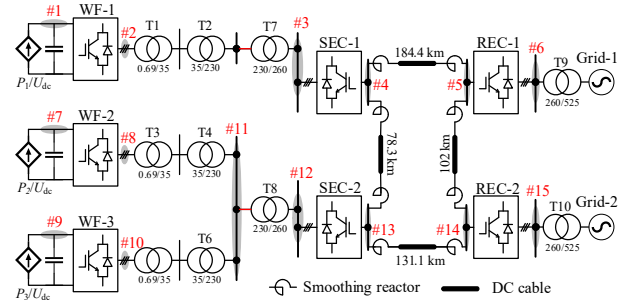 #1 WF-1 T1 T2 T7 #3 SEC-1 184.4 km REC-1 #6 T9 Grid-1
#2
0.69/35 35/230 230/260 #4 #5 260/525
P1/Udc
#7 WF-2 T3 T4 #11 78.3 km 102 km
#8 #12
0.69/35 35/230 T8 SEC-2 REC-2 #15 T10 Grid-2
P2/Udc
#9 WF-3 T6 230/260 #13 #14 260/525
#10 131.1 km
0.69/35 35/230
P3/Udc
Smoothing reactor DC cable